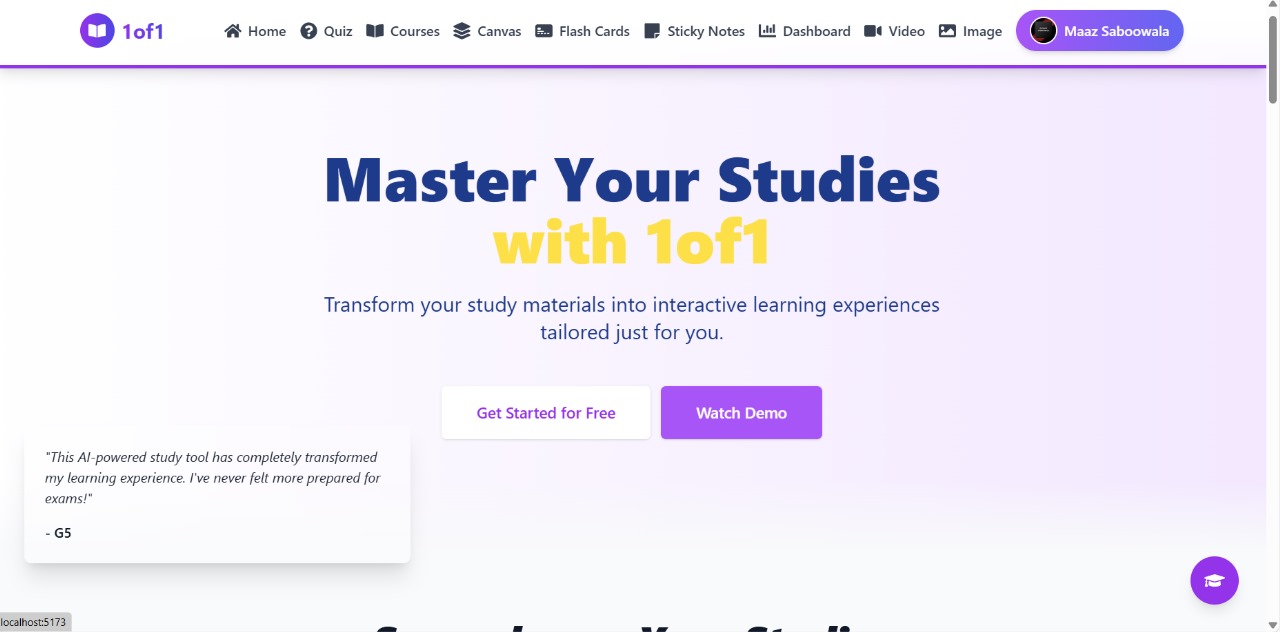 1of1
Home
Quiz
Courses
Canvas
Flash Cards
Sticky Notes
Dashboard
Video
Image
Maaz Saboowala
Master Your Studies
with 1of1
Transform your study materials into interactive learning experiences
tailored just for you.
Get Started for Free
Watch Demo
"This AI-powered study tool has completely transformed
my learning experience. I've never felt more prepared for
exams!"
- G5
localhost:5173